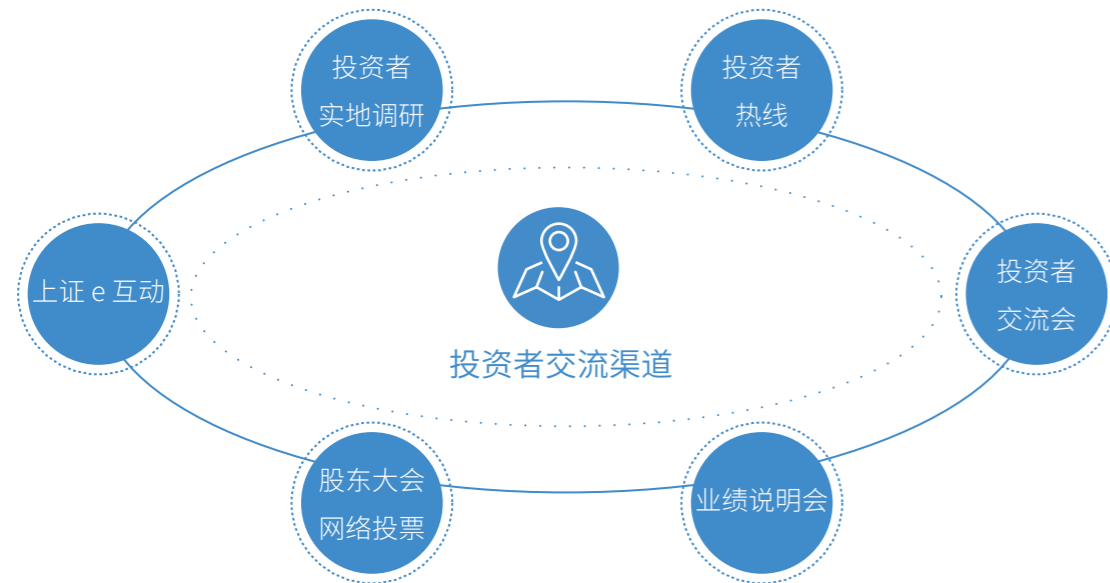 投资者
实地调研
投资者
热线
上证 e 互动
投资者
交流会
投资者交流渠道
股东大会
网络投票
业绩说明会